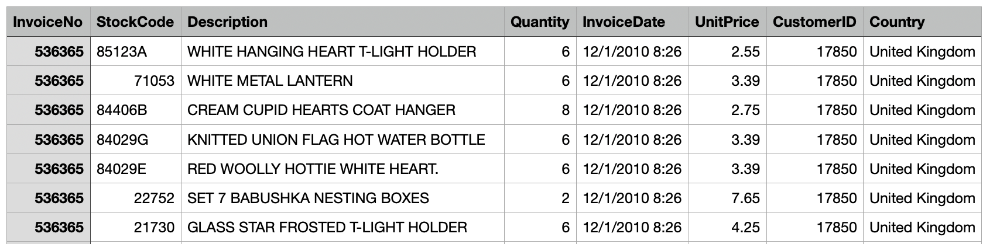 InvoiceNo StockCode Description Quantity InvoiceDate UnitPrice CustomerID Country
536365 85123A WHITE HANGING HEART T-LIGHT HOLDER 6 12/1/2010 8:26 2.55 17850 United Kingdom
536365 71053 WHITE METAL LANTERN 6 12/1/2010 8:26 3.39 17850 United Kingdom
536365 84406B CREAM CUPID HEARTS COAT HANGER 8 12/1/2010 8:26 2.75 17850 United Kingdom
536365 84029G KNITTED UNION FLAG HOT WATER BOTTLE 6 12/1/2010 8:26 3.39 17850 United Kingdom
536365 84029E RED WOOLLY HOTTIE WHITE HEART. 6 12/1/2010 8:26 3.39 17850 United Kingdom
536365 22752 SET 7 BABUSHKA NESTING BOXES 2 12/1/2010 8:26 7.65 17850 United Kingdom
536365 21730 GLASS STAR FROSTED T-LIGHT HOLDER 6 12/1/2010 8:26 4.25 17850 United Kingdom